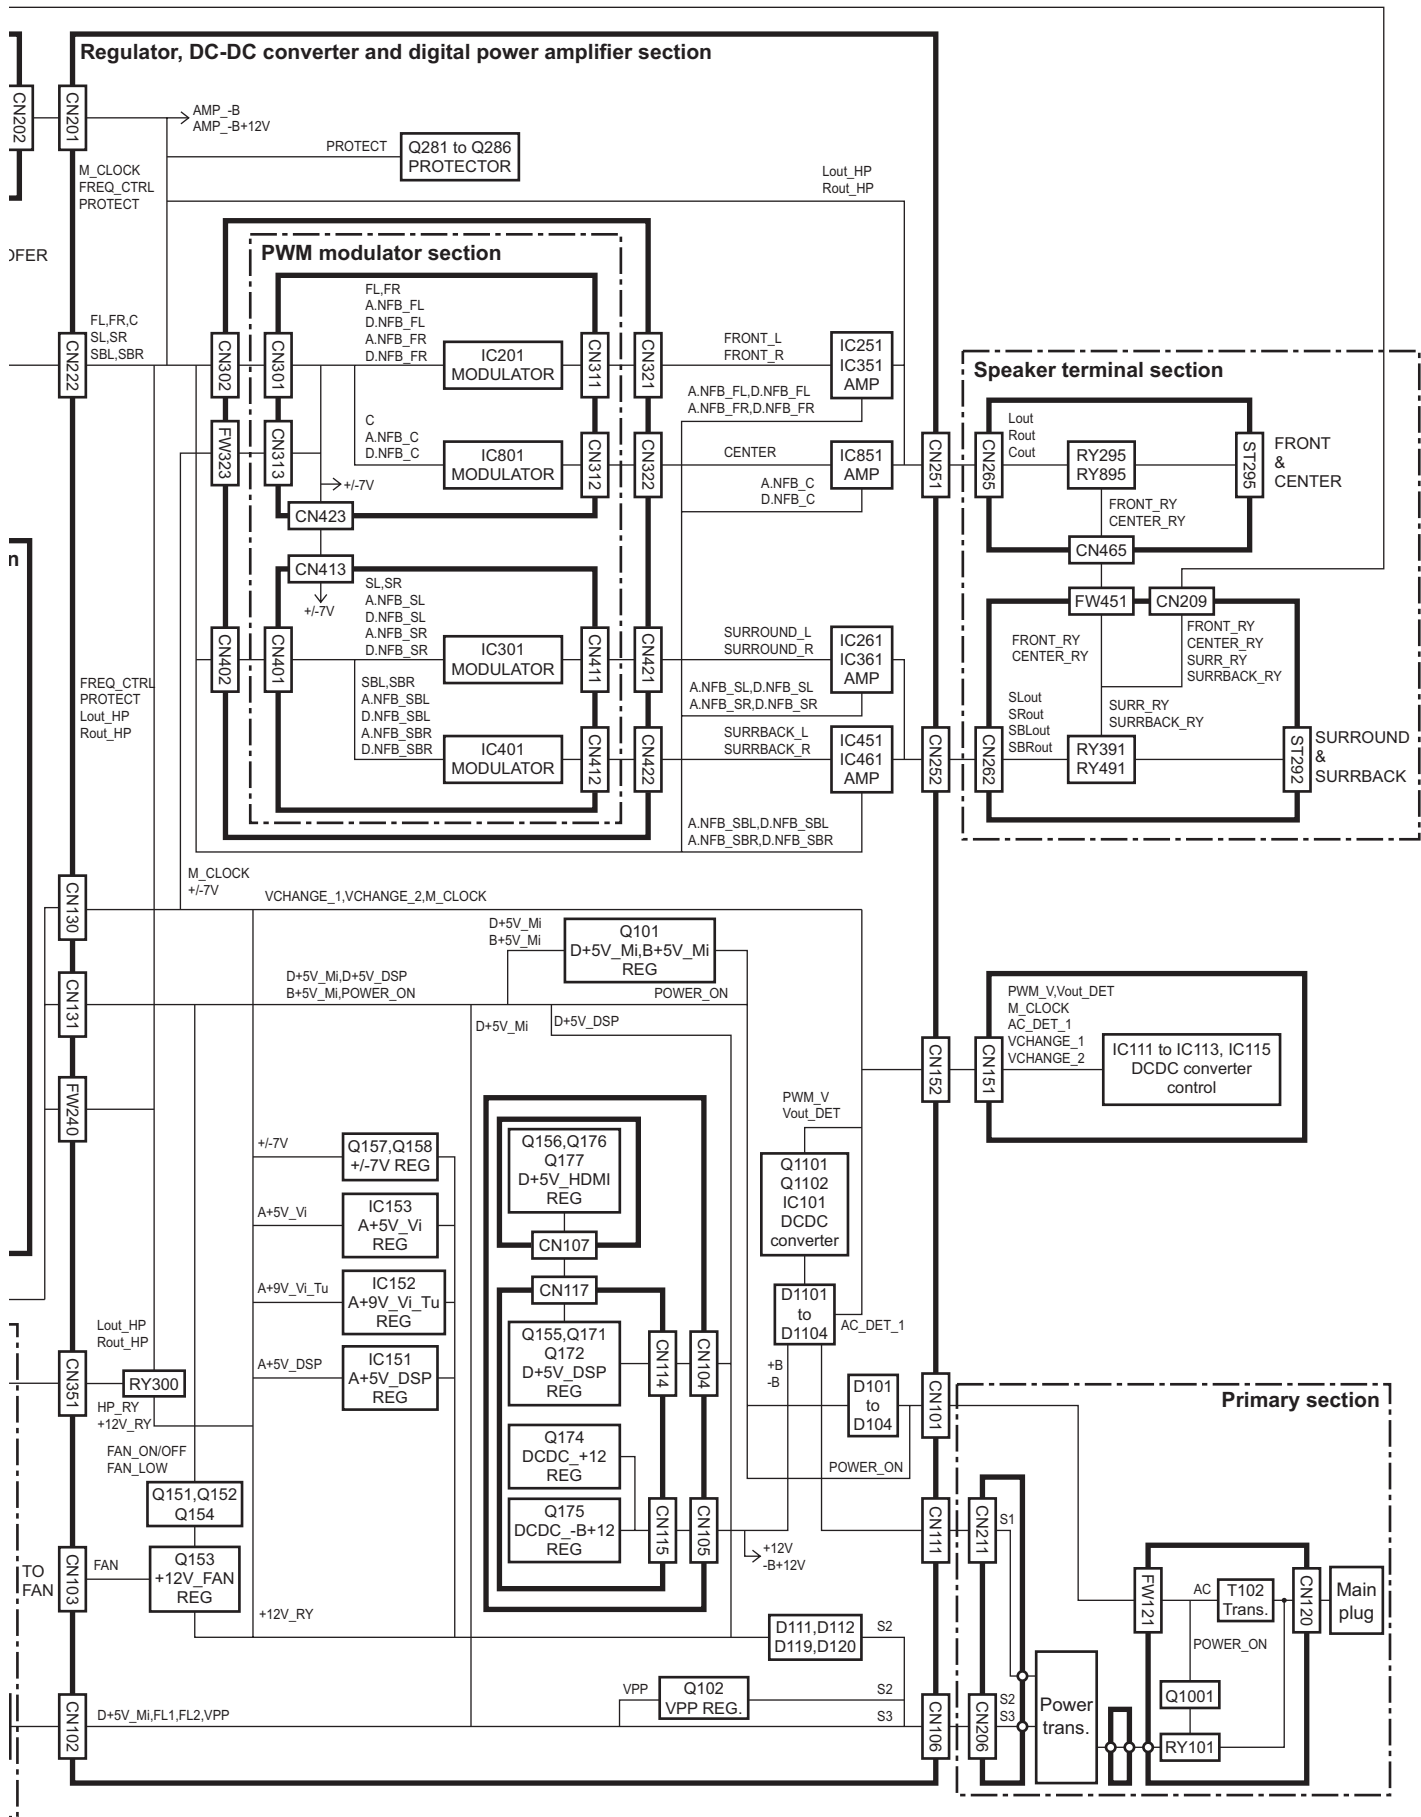 Regulator, DC-DC converter and digital power amplifier section
CN202
CN201
AMP_-B
AMP_-B+12V
PROTECT
Q281 to Q286
PROTECTOR
M_CLOCK
FREQ_CTRL
PROTECT
Lout_HP
Rout_HP
OFER
PWM modulator section
FL,FR
A.NFB_FL
D.NFB_FL
A.NFB_FR
D.NFB_FR
FL,FR,C
SL,SR
SBL,SBR
CN222
CN302
CN301
IC201
MODULATOR
CN311
CN321
FRONT_L
FRONT_R
IC251
IC351
AMP
A.NFB_FL,D.NFB_FL
A.NFB_FR,D.NFB_FR
Speaker terminal section
C
A.NFB_C
D.NFB_C
FW323
CN313
IC801
MODULATOR
CN312
CN322
CENTER
IC851
AMP
A.NFB_C
D.NFB_C
+/-7V
CN423
CN251
CN265
Lout
Rout
Cout
RY295
RY895
ST295
FRONT
&
CENTER
FRONT_RY
CENTER_RY
CN465
n
CN413
+/-7V
SL,SR
A.NFB_SL
D.NFB_SL
A.NFB_SR
D.NFB_SR
FW451
CN209
CN402
CN401
IC301
MODULATOR
CN411
CN421
SURROUND_L
SURROUND_R
IC261
IC361
AMP
FRONT_RY
CENTER_RY
FRONT_RY
CENTER_RY
SURR_RY
SURRBACK_RY
FREQ_CTRL
PROTECT
Lout_HP
Rout_HP
SBL,SBR
A.NFB_SBL
D.NFB_SBL
A.NFB_SBR
D.NFB_SBR
A.NFB_SL,D.NFB_SL
A.NFB_SR,D.NFB_SR
IC401
MODULATOR
CN412
CN422
SURRBACK_L
SURRBACK_R
IC451
IC461
AMP
CN252
CN262
SLout
SRout
SBLout
SBRout
SURR_RY
SURRBACK_RY
RY391
RY491
ST292
SURROUND
&
SURRBACK
A.NFB_SBL,D.NFB_SBL
A.NFB_SBR,D.NFB_SBR
M_CLOCK
+/-7V
CN130
VCHANGE_1,VCHANGE_2,M_CLOCK
D+5V_Mi
B+5V_Mi
Q101
D+5V_Mi,B+5V_Mi
REG
CN131
D+5V_Mi,D+5V_DSP
B+5V_Mi,POWER_ON
POWER_ON
D+5V_Mi
D+5V_DSP
PWM_V,Vout_DET
M_CLOCK
AC_DET_1
VCHANGE_1
VCHANGE_2
IC111 to IC113, IC115
DCDC converter
control
CN152
CN151
FW240
PWM_V
Vout_DET
+/-7V
Q157,Q158
+/-7V REG
Q156,Q176
Q177
D+5V_HDMI
REG
Q1101
Q1102
IC101
DCDC
converter
A+5V_Vi
IC153
A+5V_Vi
REG
CN107
A+9V_Vi_Tu
IC152
A+9V_Vi_Tu
REG
CN117
D1101
to
D1104
AC_DET_1
Lout_HP
Rout_HP
CN351
RY300
HP_RY
+12V_RY
A+5V_DSP
IC151
A+5V_DSP
REG
Q155,Q171
Q172
D+5V_DSP
REG
CN114
CN104
+B
-B
D101
to
D104
CN101
Primary section
FAN_ON/OFF
FAN_LOW
Q174
DCDC_+12
REG
POWER_ON
Q151,Q152
Q154
Q175
DCDC_-B+12
REG
CN115
CN105
+12V
-B+12V
CN111
CN211
S1
TO
FAN
CN103
FAN
Q153
+12V_FAN
REG
+12V_RY
FW121
AC
T102
Trans.
CN120
Main
plug
D111,D112
D119,D120
S2
POWER_ON
VPP
Q102
VPP REG.
S2
Q1001
CN102
D+5V_Mi,FL1,FL2,VPP
S3
CN106
CN206
S2
S3
Power
trans.
RY101